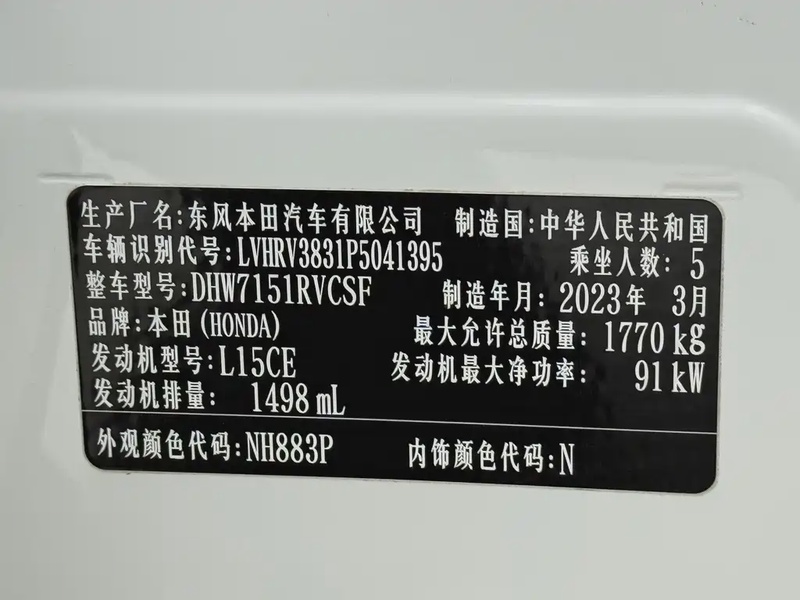 生产厂名:东风本田汽车有限公司 制造国:中华人民共和国
车辆识别代号:LVHRV3831P5041395 乘坐人数:5
整车型号:DHW7151RVCSF 制造年月:2023年 3月
品牌:本田(HONDA) 最大允许总质量:1770 kg
发动机型号:L15CE 发动机最大净功率: 91 kW
发动机排量: 1498 mL
外观颜色代码:NH883P 内饰颜色代码:N